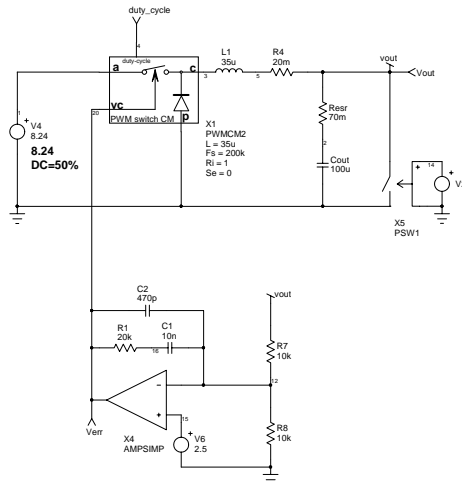 duty_cycle
4
duty-cycle
a
c
vc
p
PWM switch CM
1
V4
8.24
8.24
DC=50%
20
X1
PWMCM2
L = 35u
Fs = 200k
Ri = 1
Se = 0
3
L1
35u
5
R4
20m
vout
Vout
Resr
70m
2
Cout
100u
14
V
X5
PSW1
C2
470p
R1
20k
16
C1
10n
vout
R7
10k
12
R8
10k
15
V6
2.5
X4
AMPSIMP
Verr